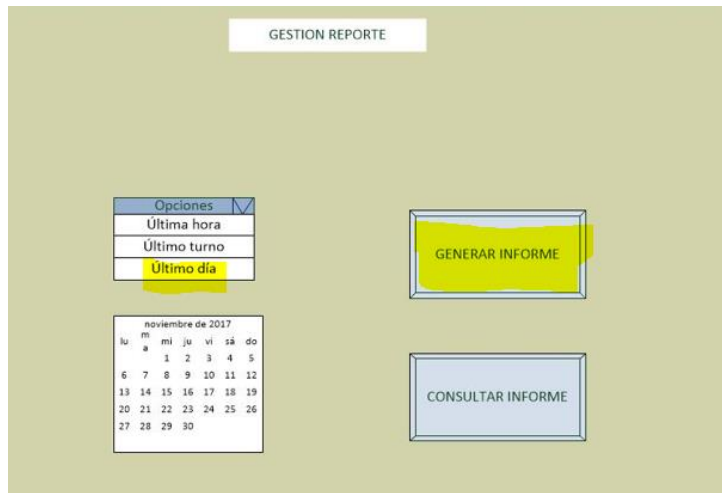 GESTION REPORTE
Opciones
Última hora
Último turno
Último día
GENERAR INFORME
noviembre de 2017
lu ma mi ju vi sá do
1 2 3 4 5
6 7 8 9 10 11 12
13 14 15 16 17 18 19
20 21 22 23 24 25 26
27 28 29 30
CONSULTAR INFORME